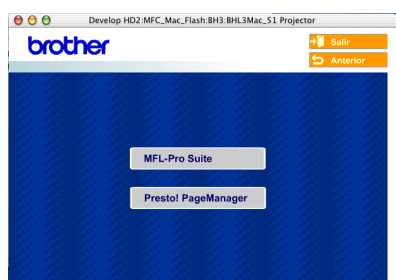 Develop HD2:MFC_Mac_Flash:BH3:BHL3Mac_S1 Projector
brother
Salir
Anterior
MFL-Pro Suite
Presto! PageManager